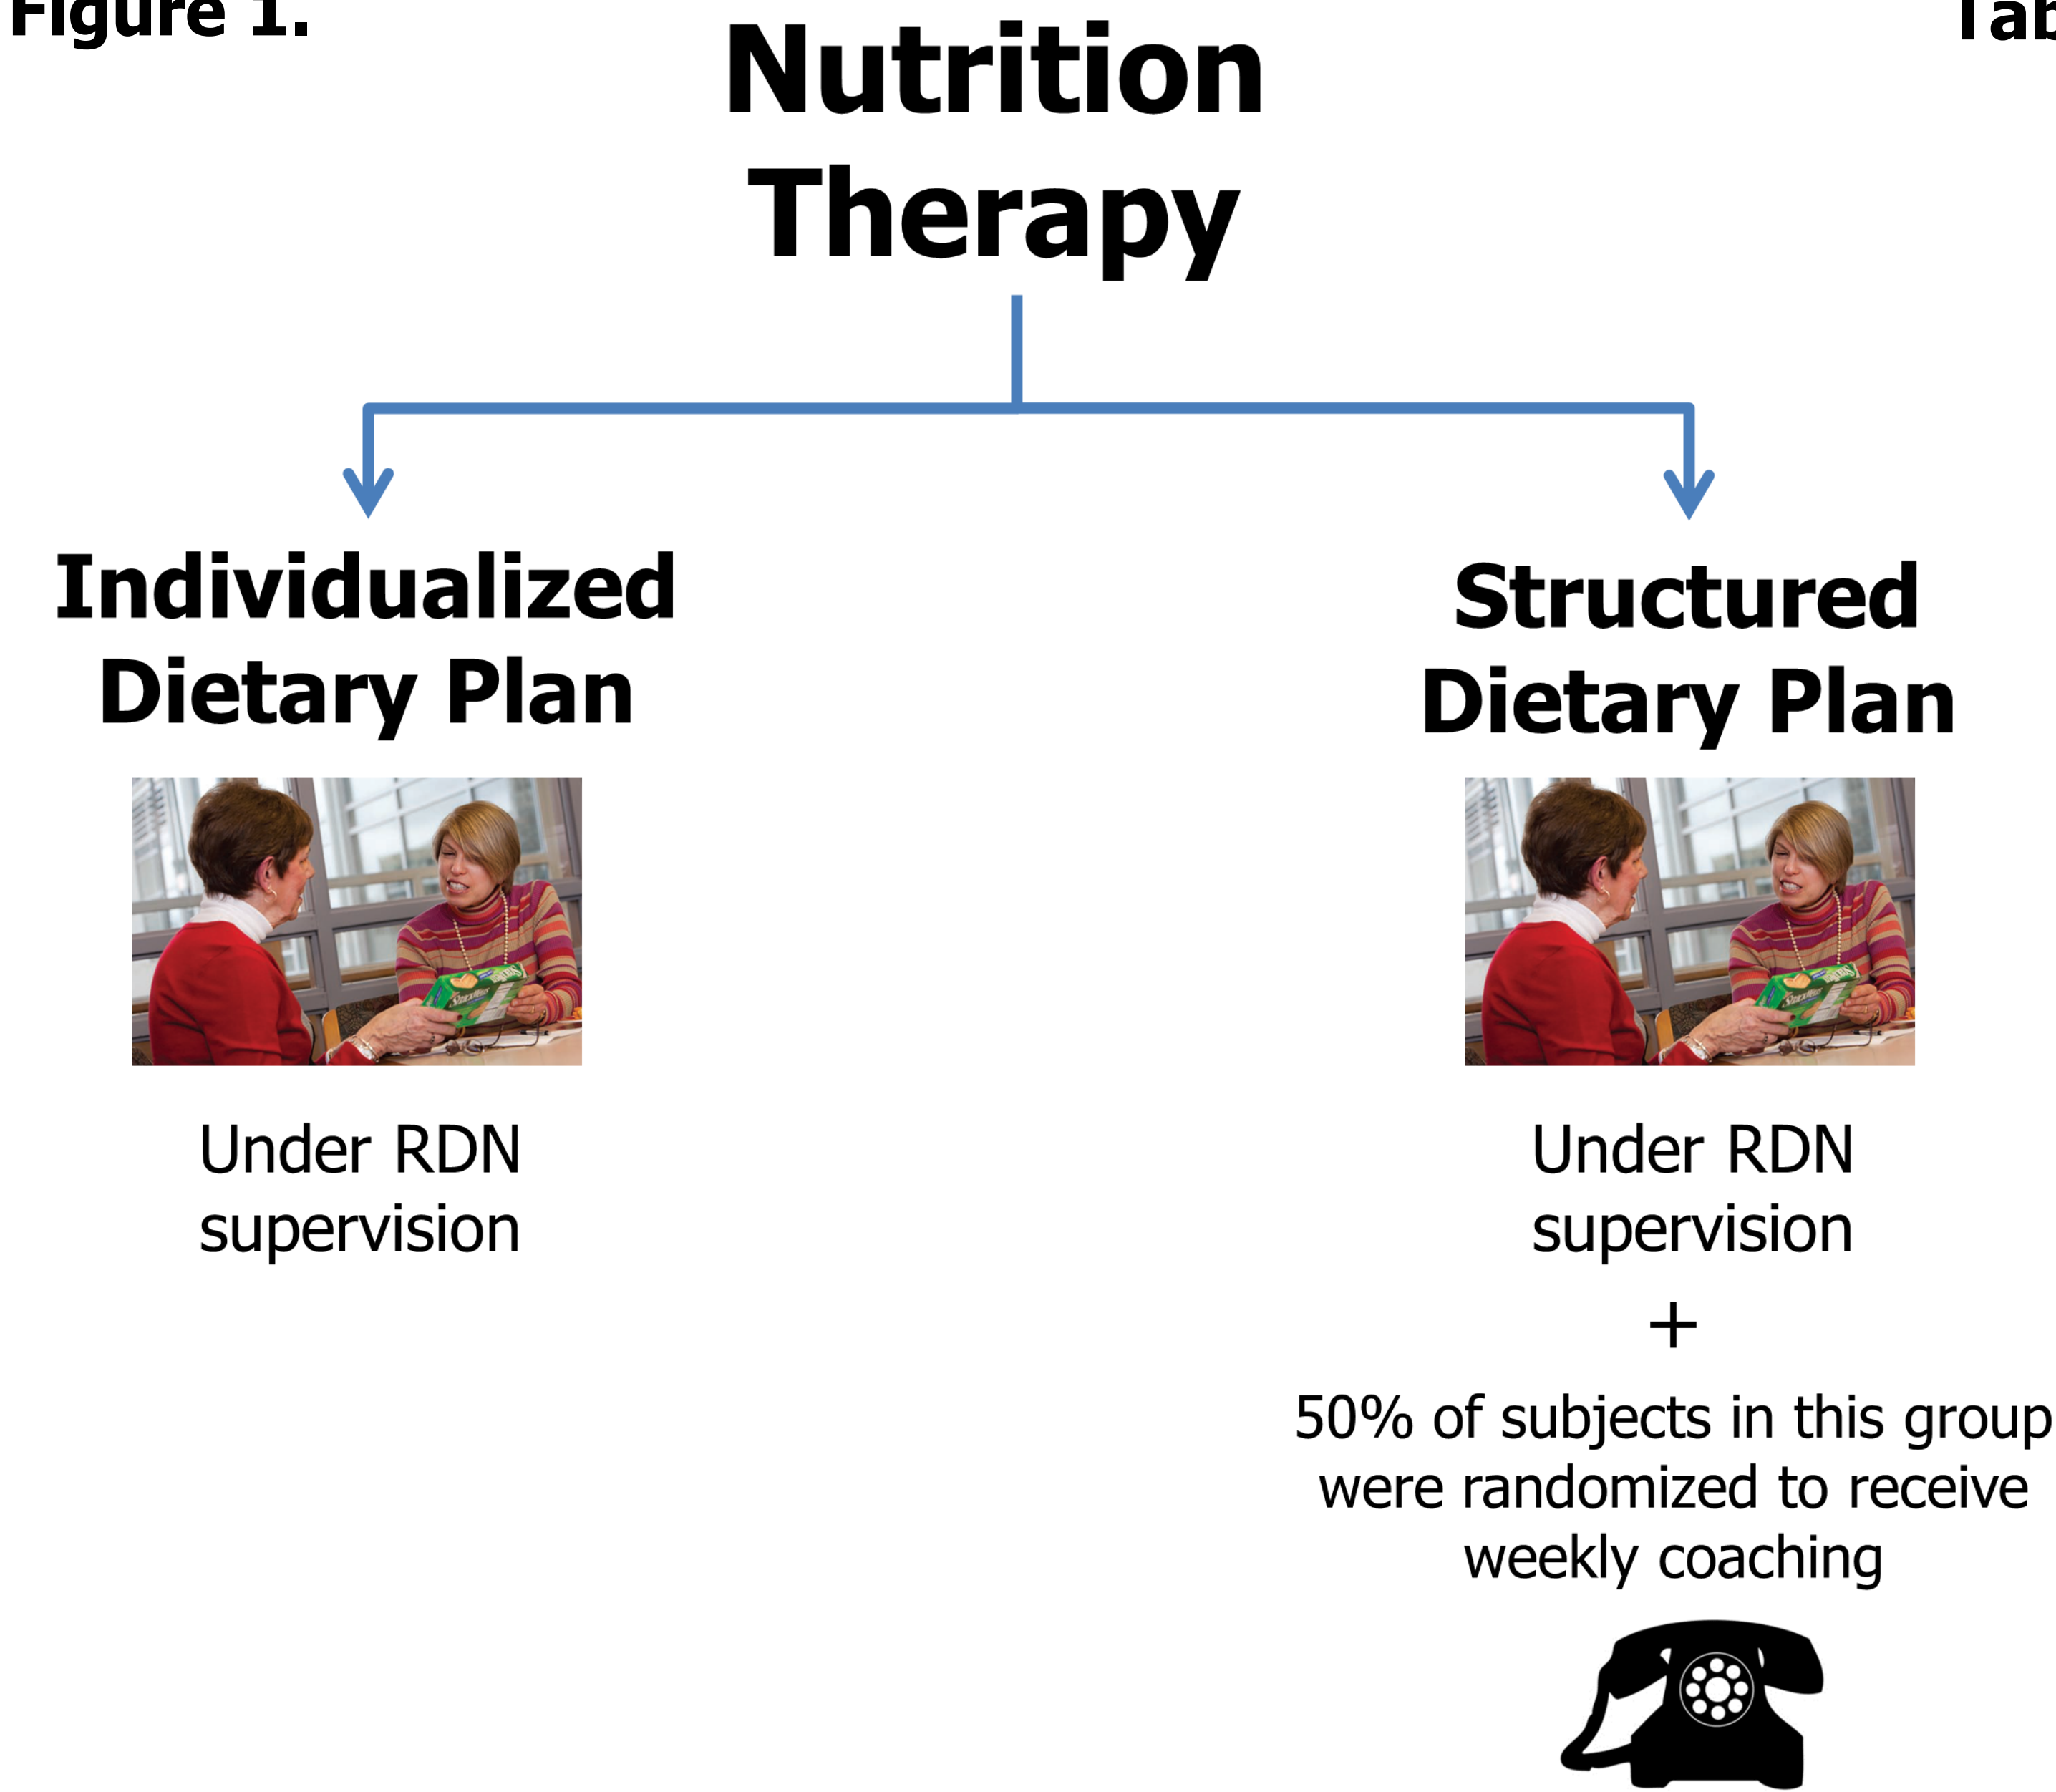 Figure 1.
Tab
Nutrition
Therapy
Individualized
Dietary Plan
Structured
Dietary Plan
Under RDN
supervision
Under RDN
supervision
+
50% of subjects in this group
were randomized to receive
weekly coaching